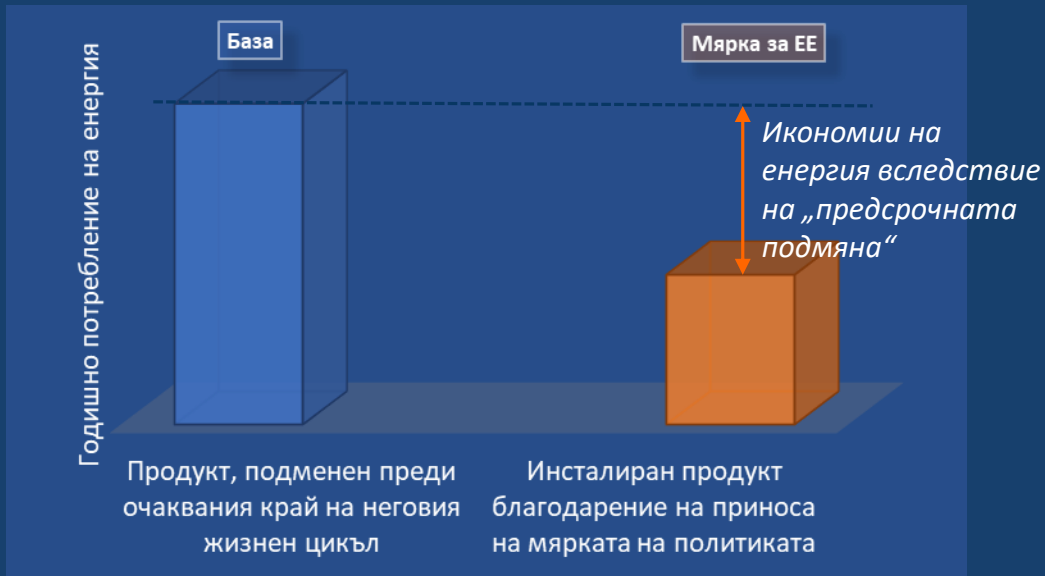 База
Мярка за ЕЕ
Годишно потребление на енергия
Икономии на
енергия вследствие
на „предсрочната
подмяна“
Продукт, подменен преди
очаквания край на неговия
жизнен цикъл
Инсталиран продукт
благодарение на приноса
на мярката на политиката